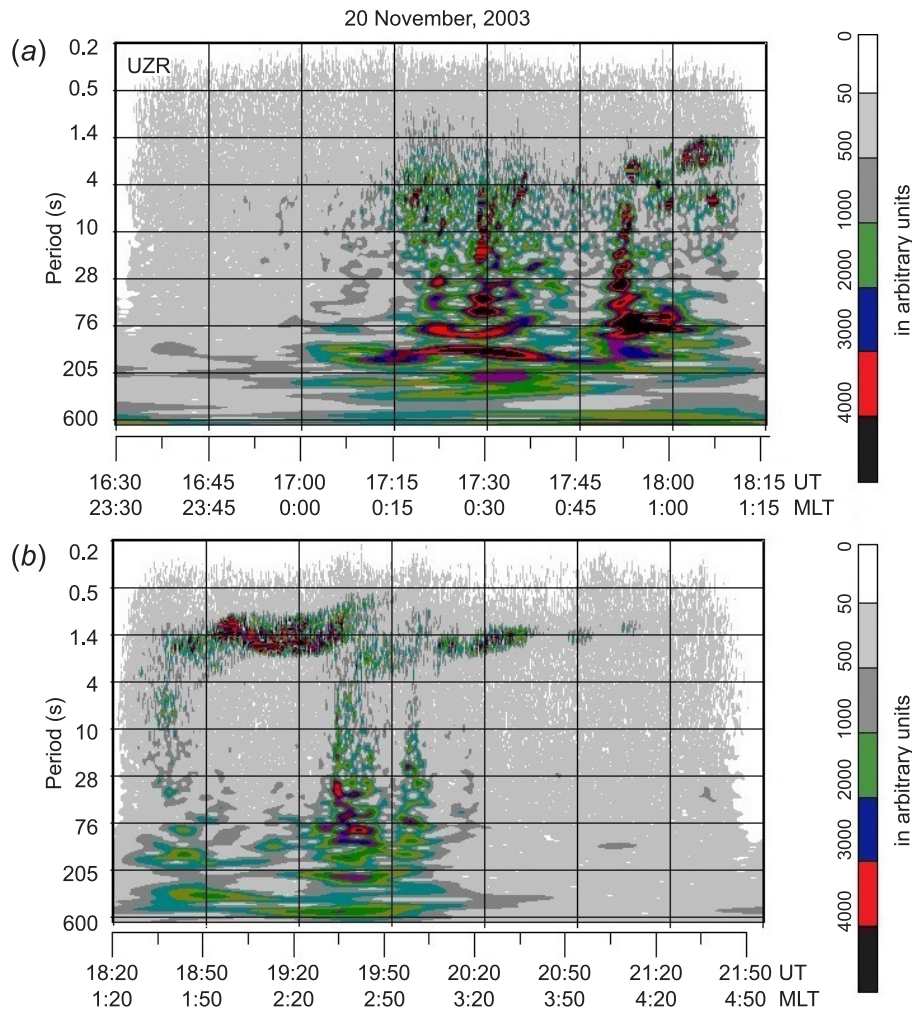 20 November, 2003
(a)
UZR
Period (s)
0.2
0.5
1.4
4
10
28
76
205
600
16:30 16:45 17:00 17:15 17:30 17:45 18:00 18:15 UT
23:30 23:45 0:00 0:15 0:30 0:45 1:00 1:15 MLT
0
50
500
1000
2000
3000
4000
in arbitrary units
(b)
Period (s)
0.2
0.5
1.4
4
10
28
76
205
600
18:20 18:50 19:20 19:50 20:20 20:50 21:20 21:50 UT
1:20 1:50 2:20 2:50 3:20 3:50 4:20 4:50 MLT
0
50
500
1000
2000
3000
4000
in arbitrary units